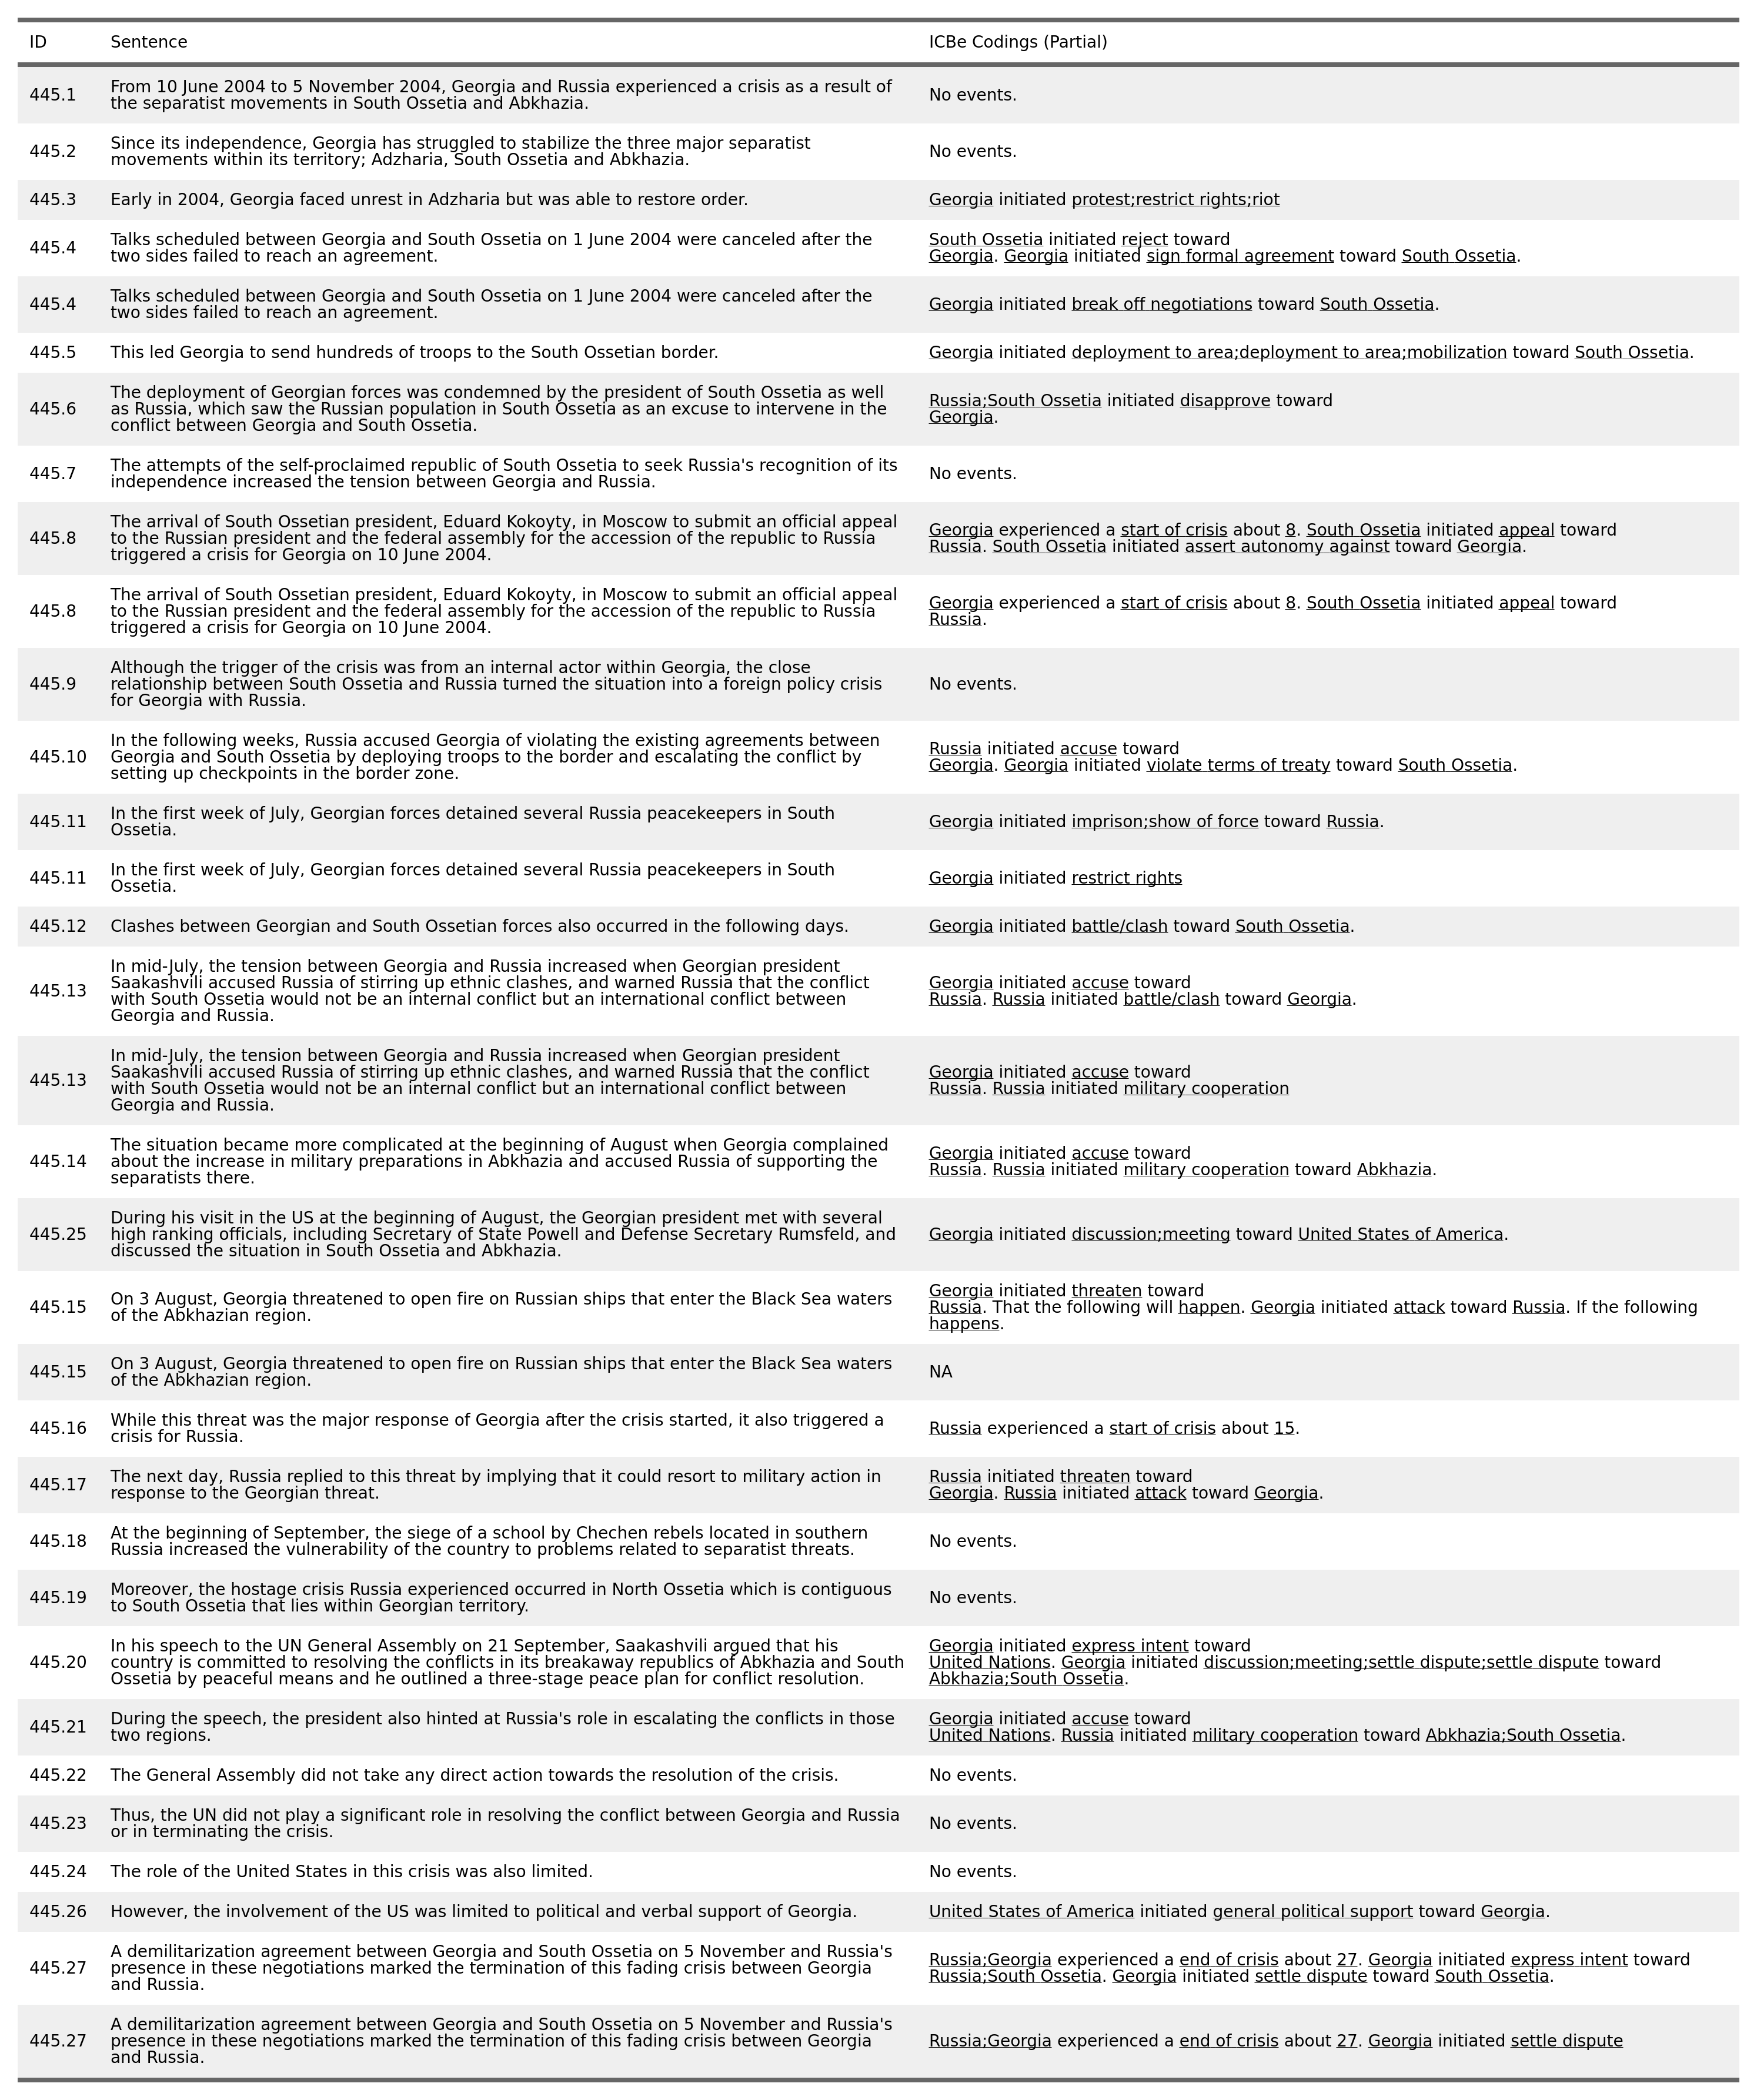 ID Sentence ICBe Codings (Partial)
445.1 From 10 June 2004 to 5 November 2004, Georgia and Russia experienced a crisis as a result of
the separatist movements in South Ossetia and Abkhazia. No events.
445.2 Since its independence, Georgia has struggled to stabilize the three major separatist
movements within its territory; Adzharia, South Ossetia and Abkhazia. No events.
445.3 Early in 2004, Georgia faced unrest in Adzharia but was able to restore order. Georgia initiated protest;restrict rights;riot
445.4 Talks scheduled between Georgia and South Ossetia on 1 June 2004 were canceled after the
two sides failed to reach an agreement. South Ossetia initiated reject toward
Georgia. Georgia initiated sign formal agreement toward South Ossetia.
445.4 Talks scheduled between Georgia and South Ossetia on 1 June 2004 were canceled after the
two sides failed to reach an agreement. Georgia initiated break off negotiations toward South Ossetia.
445.5 This led Georgia to send hundreds of troops to the South Ossetian border. Georgia initiated deployment to area;deployment to area;mobilization toward South Ossetia.
445.6 The deployment of Georgian forces was condemned by the president of South Ossetia as well
as Russia, which saw the Russian population in South Ossetia as an excuse to intervene in the
conflict between Georgia and South Ossetia. Russia;South Ossetia initiated disapprove toward
Georgia.
445.7 The attempts of the self-proclaimed republic of South Ossetia to seek Russia's recognition of its
independence increased the tension between Georgia and Russia. No events.
445.8 The arrival of South Ossetian president, Eduard Kokoyty, in Moscow to submit an official appeal
to the Russian president and the federal assembly for the accession of the republic to Russia
triggered a crisis for Georgia on 10 June 2004. Georgia experienced a start of crisis about 8. South Ossetia initiated appeal toward
Russia. South Ossetia initiated assert autonomy against toward Georgia.
445.8 The arrival of South Ossetian president, Eduard Kokoyty, in Moscow to submit an official appeal
to the Russian president and the federal assembly for the accession of the republic to Russia
triggered a crisis for Georgia on 10 June 2004. Georgia experienced a start of crisis about 8. South Ossetia initiated appeal toward
Russia.
445.9 Although the trigger of the crisis was from an internal actor within Georgia, the close
relationship between South Ossetia and Russia turned the situation into a foreign policy crisis
for Georgia with Russia. No events.
445.10 In the following weeks, Russia accused Georgia of violating the existing agreements between
Georgia and South Ossetia by deploying troops to the border and escalating the conflict by
setting up checkpoints in the border zone. Russia initiated accuse toward
Georgia. Georgia initiated violate terms of treaty toward South Ossetia.
445.11 In the first week of July, Georgian forces detained several Russia peacekeepers in South
Ossetia. Georgia initiated imprison;show of force toward Russia.
445.11 In the first week of July, Georgian forces detained several Russia peacekeepers in South
Ossetia. Georgia initiated restrict rights
445.12 Clashes between Georgian and South Ossetian forces also occurred in the following days. Georgia initiated battle/clash toward South Ossetia.
445.13 In mid-July, the tension between Georgia and Russia increased when Georgian president
Saakashvili accused Russia of stirring up ethnic clashes, and warned Russia that the conflict
with South Ossetia would not be an internal conflict but an international conflict between
Georgia and Russia. Georgia initiated accuse toward
Russia. Russia initiated battle/clash toward Georgia.
445.13 In mid-July, the tension between Georgia and Russia increased when Georgian president
Saakashvili accused Russia of stirring up ethnic clashes, and warned Russia that the conflict
with South Ossetia would not be an internal conflict but an international conflict between
Georgia and Russia. Georgia initiated accuse toward
Russia. Russia initiated military cooperation
445.14 The situation became more complicated at the beginning of August when Georgia complained
about the increase in military preparations in Abkhazia and accused Russia of supporting the
separatists there. Georgia initiated accuse toward
Russia. Russia initiated military cooperation toward Abkhazia.
445.25 During his visit in the US at the beginning of August, the Georgian president met with several
high ranking officials, including Secretary of State Powell and Defense Secretary Rumsfeld, and
discussed the situation in South Ossetia and Abkhazia. Georgia initiated discussion;meeting toward United States of America.
445.15 On 3 August, Georgia threatened to open fire on Russian ships that enter the Black Sea waters
of the Abkhazian region. Georgia initiated threaten toward
Russia. That the following will happen. Georgia initiated attack toward Russia. If the following
happens.
445.15 On 3 August, Georgia threatened to open fire on Russian ships that enter the Black Sea waters
of the Abkhazian region. NA
445.16 While this threat was the major response of Georgia after the crisis started, it also triggered a
crisis for Russia. Russia experienced a start of crisis about 15.
445.17 The next day, Russia replied to this threat by implying that it could resort to military action in
response to the Georgian threat. Russia initiated threaten toward
Georgia. Russia initiated attack toward Georgia.
445.18 At the beginning of September, the siege of a school by Chechen rebels located in southern
Russia increased the vulnerability of the country to problems related to separatist threats. No events.
445.19 Moreover, the hostage crisis Russia experienced occurred in North Ossetia which is contiguous
to South Ossetia that lies within Georgian territory. No events.
445.20 In his speech to the UN General Assembly on 21 September, Saakashvili argued that his
country is committed to resolving the conflicts in its breakaway republics of Abkhazia and South
Ossetia by peaceful means and he outlined a three-stage peace plan for conflict resolution. Georgia initiated express intent toward
United Nations. Georgia initiated discussion;meeting;settle dispute;settle dispute toward
Abkhazia;South Ossetia.
445.21 During the speech, the president also hinted at Russia's role in escalating the conflicts in those
two regions. Georgia initiated accuse toward
United Nations. Russia initiated military cooperation toward Abkhazia;South Ossetia.
445.22 The General Assembly did not take any direct action towards the resolution of the crisis. No events.
445.23 Thus, the UN did not play a significant role in resolving the conflict between Georgia and Russia
or in terminating the crisis. No events.
445.24 The role of the United States in this crisis was also limited. No events.
445.26 However, the involvement of the US was limited to political and verbal support of Georgia. United States of America initiated general political support toward Georgia.
445.27 A demilitarization agreement between Georgia and South Ossetia on 5 November and Russia's
presence in these negotiations marked the termination of this fading crisis between Georgia
and Russia. Russia;Georgia experienced a end of crisis about 27. Georgia initiated express intent toward
Russia;South Ossetia. Georgia initiated settle dispute toward South Ossetia.
445.27 A demilitarization agreement between Georgia and South Ossetia on 5 November and Russia's
presence in these negotiations marked the termination of this fading crisis between Georgia
and Russia. Russia;Georgia experienced a end of crisis about 27. Georgia initiated settle dispute